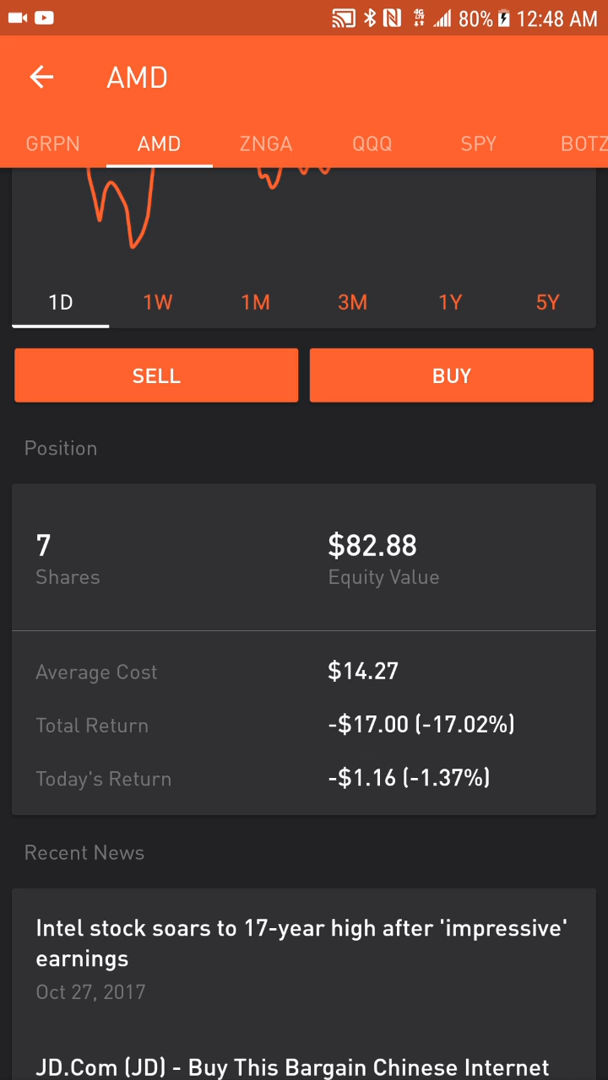 80% 12:48 AM
AMD
GRPN AMD ZNGA QQQ SPY BOTZ
1D 1W 1M 3M 1Y 5Y
SELL BUY
Position
7 $82.88
Shares Equity Value
Average Cost $14.27
Total Return -$17.00 (-17.02%)
Today's Return -$1.16 (-1.37%)
Recent News
Intel stock soars to 17-year high after 'impressive'
earnings
Oct 27, 2017
JD.Com (JD) - Buy This Bargain Chinese Internet